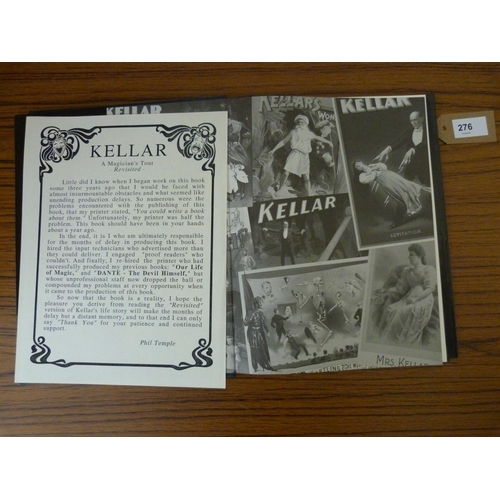 KELLAR
A Magician's Tour
- Revisited -
Little did I know when I began work on this book
some three years ago that I would be faced with
almost insurmountable obstacles and what seemed like
unending production delays. So numerous were the
problems encountered with the publishing of this
book, that my printer stated, "You could write a book
about them." Unfortunately, my printer was half the
problem. This book should have been in your hands
about a year ago.
In the end, it is I who am ultimately responsible
for the months of delay in producing this book. I
hired the input technicians who advertised more than
they could deliver. I engaged "proof readers" who
couldn't. And finally, I re-hired the printer who had
successfully produced my previous books: "Our Life
of Magic," and "DANTE - The Devil Himself," but
whose unprofessional staff now dropped the ball or
compounded my problems at every opportunity when
it came to the production of this book.
So now that the book is a reality, I hope the
pleasure you derive from reading the "Revisited"
version of Kellar's life story will make the months of
delay but a distant memory, and to that end I can only
say "Thank You" for your patience and continued
support.
Phil Temple
KELLAR
KELLAR'S
WON
KELLAR
LEVITATION
KELLAR
MRS. KELLAR
276